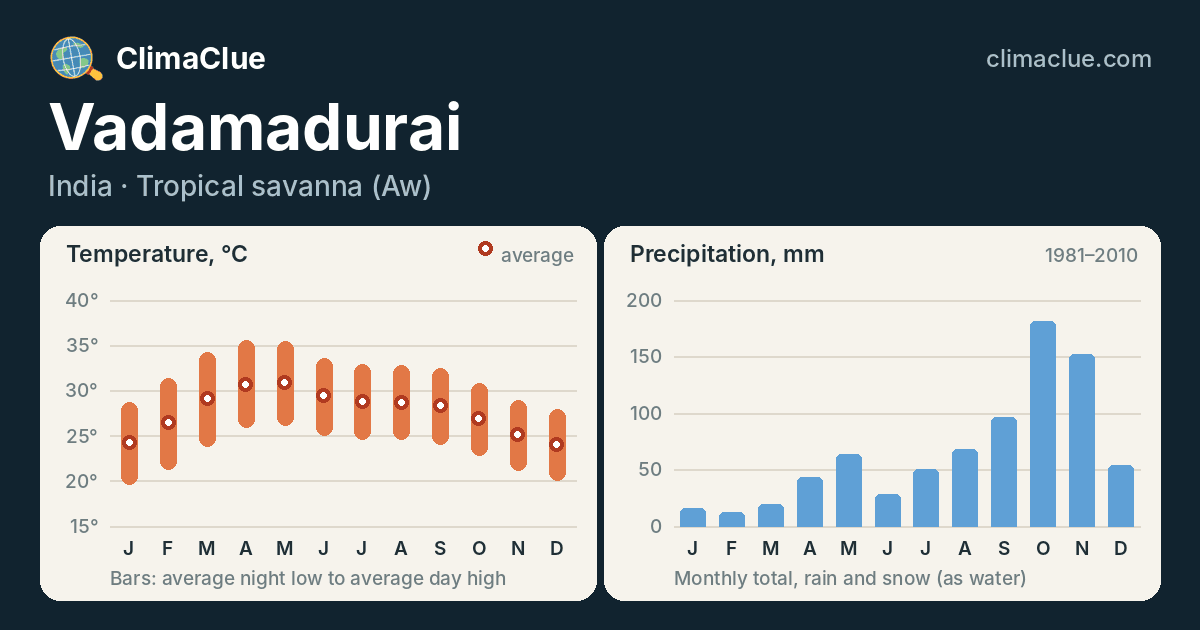 ClimaClue
climaclue.com
Vadamadurai
India · Tropical savanna (Aw)
Temperature, °C
average
40°
35°
30°
25°
20°
15°
J F M A M J J A S O N D
Bars: average night low to average day high
Precipitation, mm
1981–2010
200
150
100
50
0
J F M A M J J A S O N D
Monthly total, rain and snow (as water)